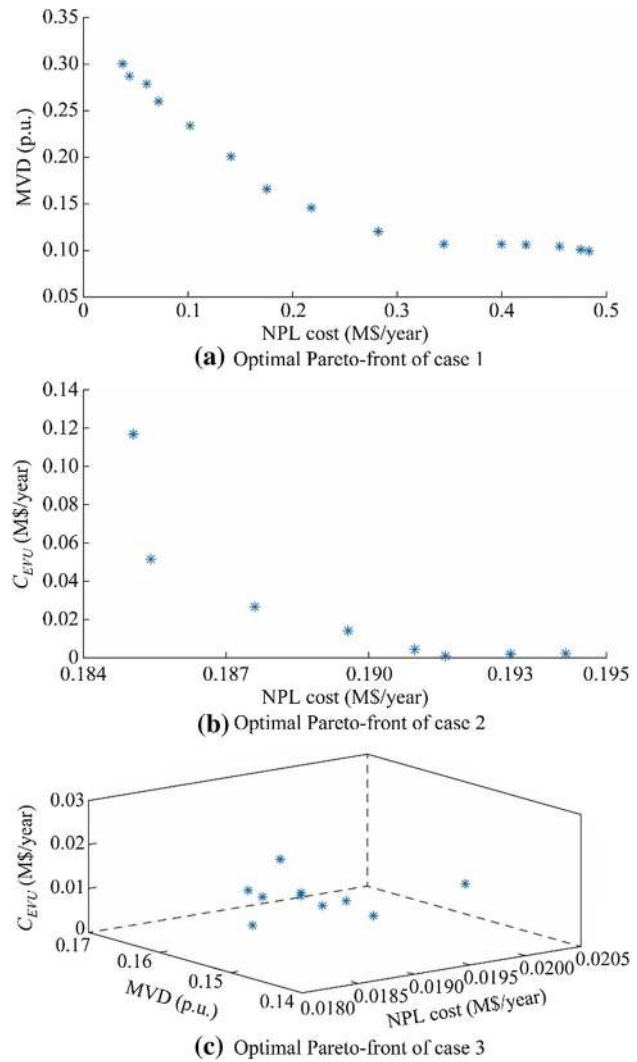 0.35
0.30
0.25
0.20
0.15
0.10
0.05
MVD (p.u.)
0 0.1 0.2 0.3 0.4 0.5
NPL cost (M$/year)
(a) Optimal Pareto-front of case 1
0.14
0.12
0.10
0.08
0.06
0.04
0.02
0
C_EVU (M$/year)
0.184 0.187 0.190 0.193 0.195
NPL cost (M$/year)
(b) Optimal Pareto-front of case 2
0.03
0.02
0.01
0
C_EVU (M$/year)
0.17 0.16 0.15 0.14
MVD (p.u.)
0.0180 0.0185 0.0190 0.0195 0.0200 0.0205
NPL cost (M$/year)
(c) Optimal Pareto-front of case 3